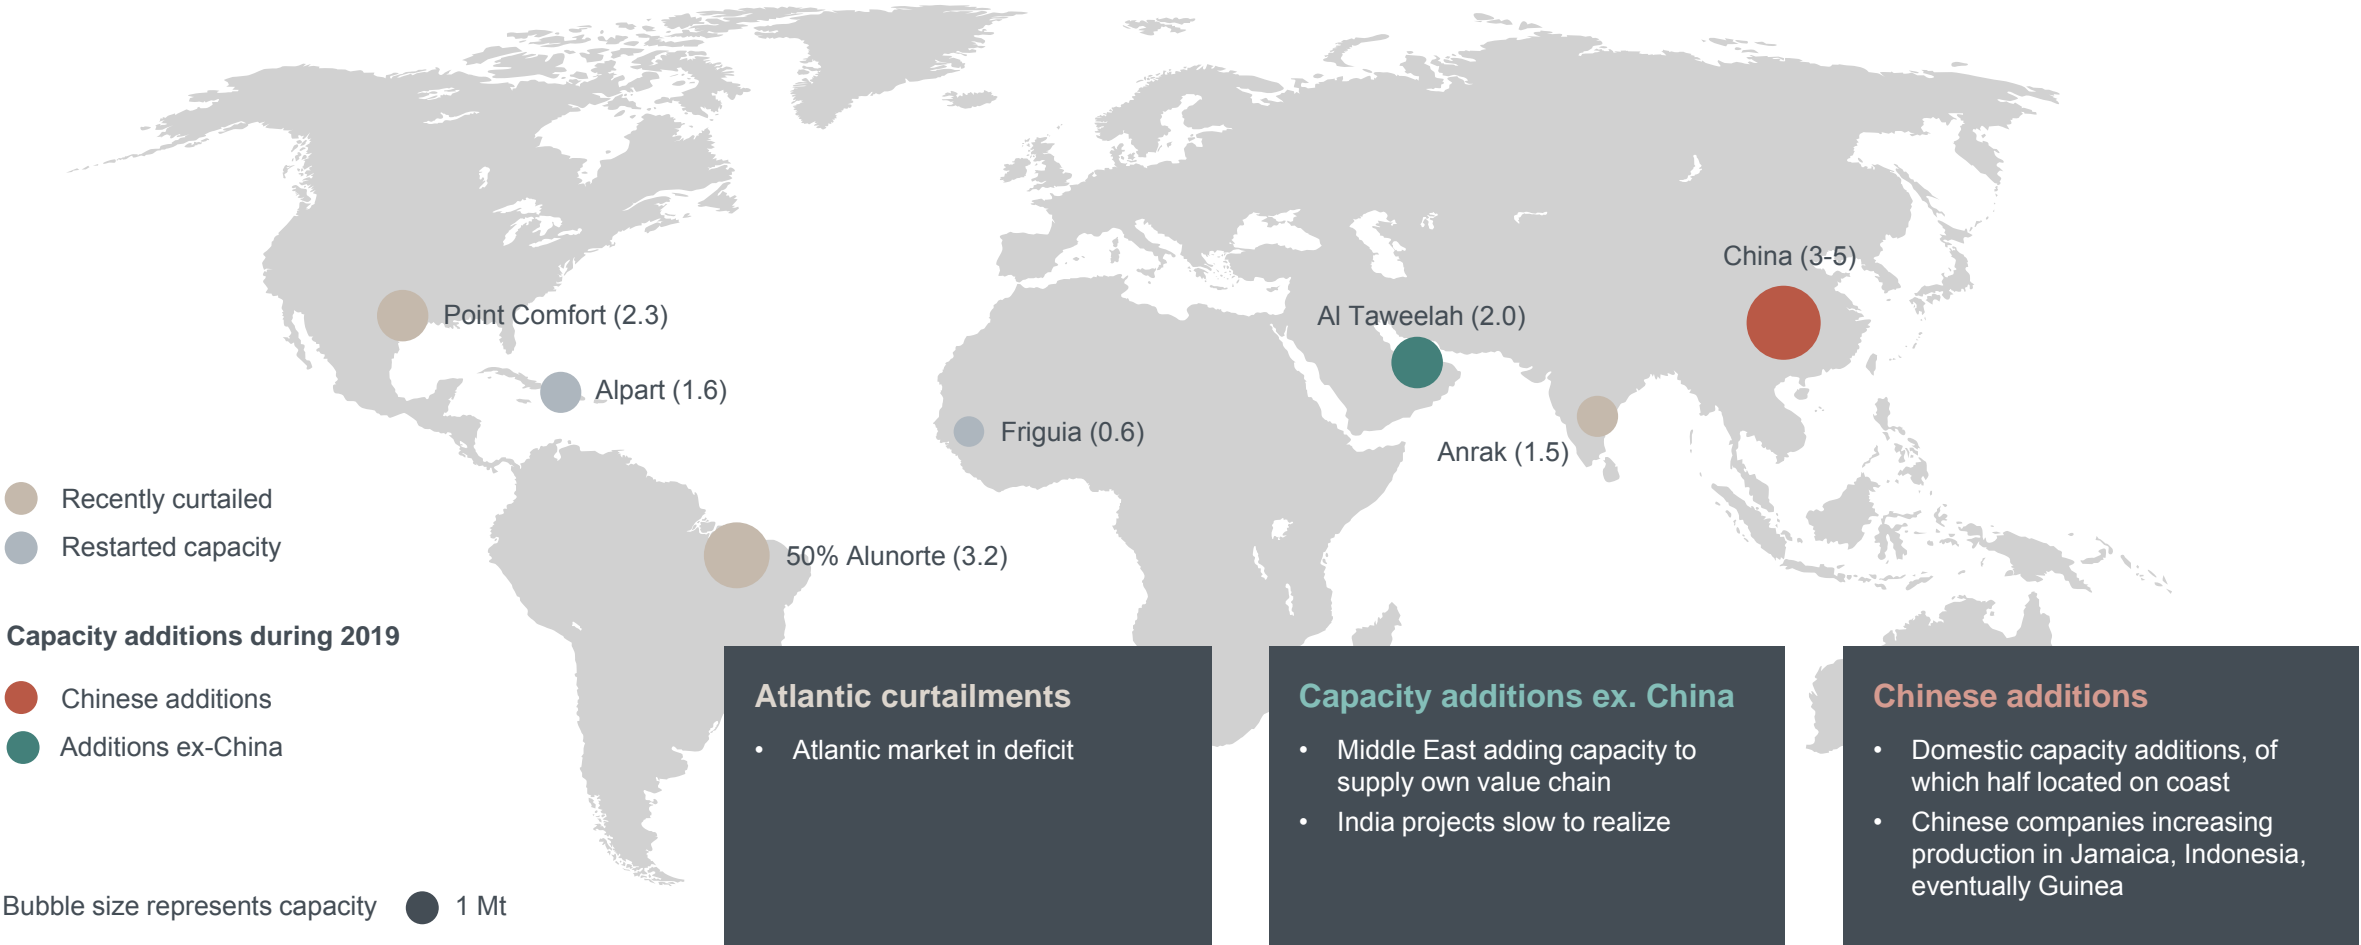 China (3-5)
Point Comfort (2.3)
Al Taweelah (2.0)
Alpart (1.6)
Friguia (0.6)
Anrak (1.5)
50% Alunorte (3.2)
Recently curtailed
Restarted capacity
Capacity additions during 2019
Chinese additions
Additions ex-China
Bubble size represents capacity 1 Mt
Atlantic curtailments
• Atlantic market in deficit
Capacity additions ex. China
• Middle East adding capacity to
supply own value chain
• India projects slow to realize
Chinese additions
• Domestic capacity additions, of
which half located on coast
• Chinese companies increasing
production in Jamaica, Indonesia,
eventually Guinea